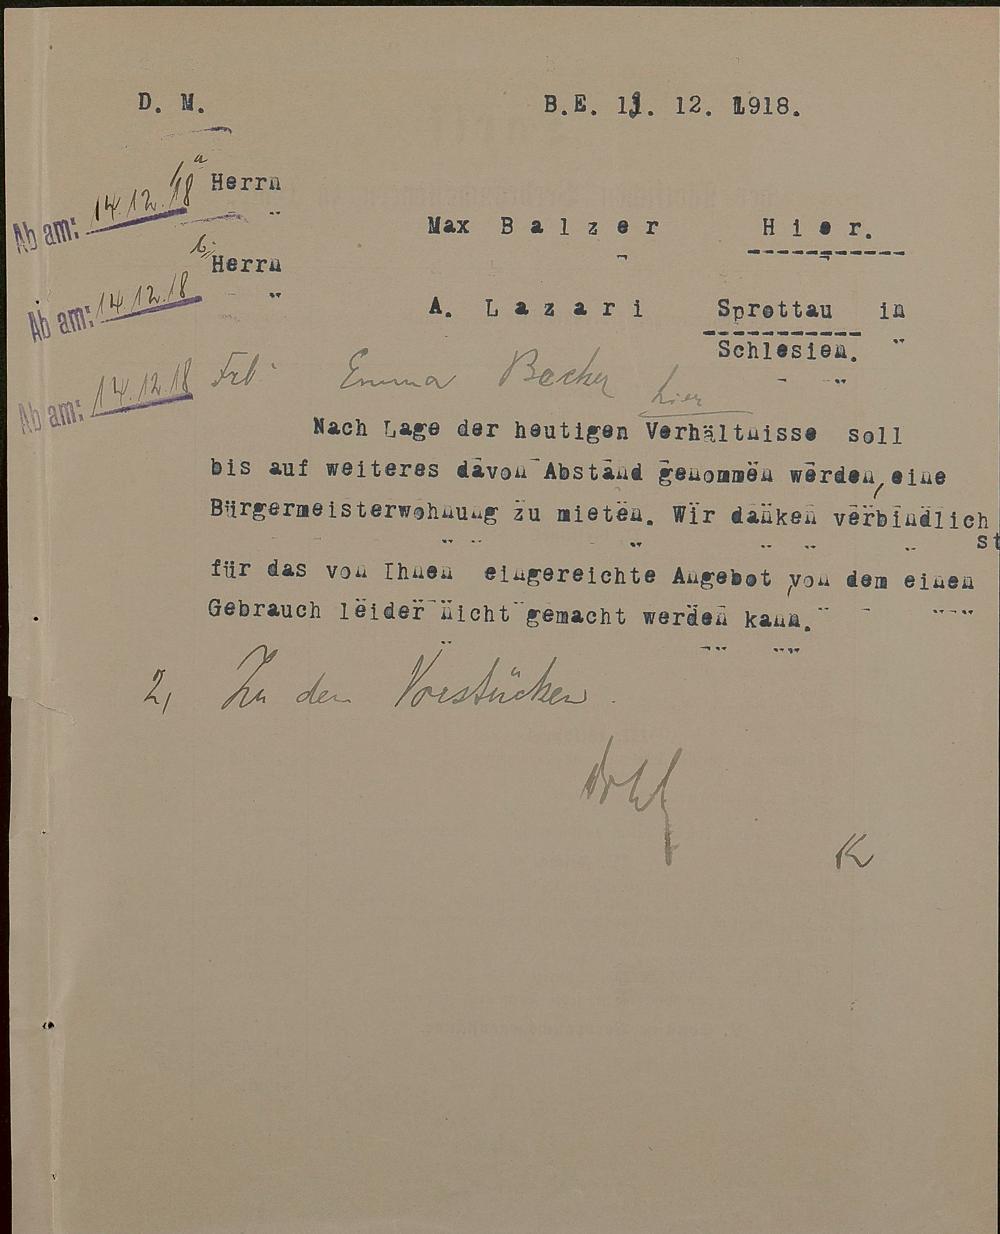 D. M. B.E. 11. 12. 1918.
a
Ab am: 14.12.18 Herrn
Max Balzer Hier.
b.
Ab am: 14.12.18 Herrn
A. Lazari Sprottau in
Schlesien.
Ab am: 14.12.18 Frl. Emma Becker hier
Nach Lage der heutigen Verhältnisse soll
bis auf weiteres davon Abstand genommen werden, eine
Bürgermeisterwohnung zu mieten. Wir danken verbindlich
st
für das von Ihnen eingereichte Angebot, von dem einen
Gebrauch leider nicht gemacht werden kann.
2, Zu den Vorstücken.
K